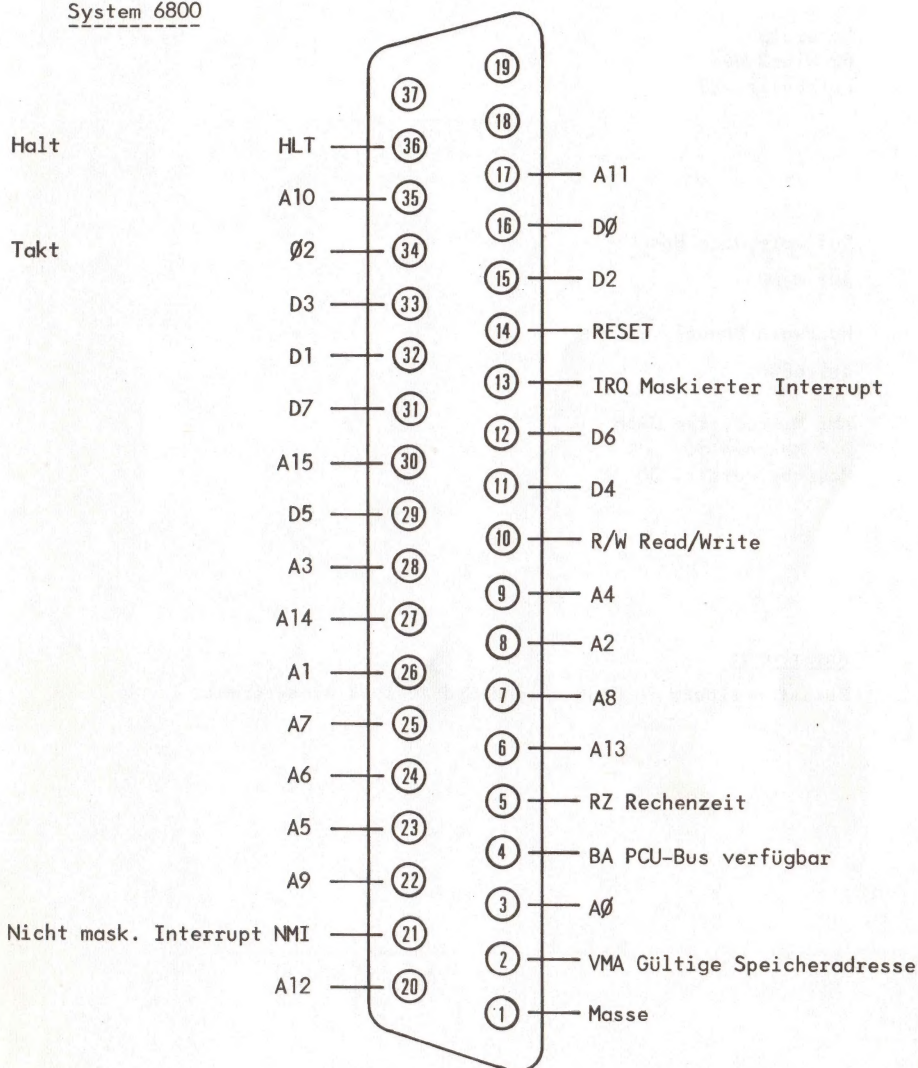 System 6800
19
37
18
Halt HLT 36
17 A11
A10 35
16 DØ
Takt Ø2 34
15 D2
D3 33
14 RESET
D1 32
13 IRQ Maskierter Interrupt
D7 31
12 D6
A15 30
11 D4
D5 29
10 R/W Read/Write
A3 28
9 A4
A14 27
8 A2
A1 26
7 A8
A7 25
6 A13
A6 24
5 RZ Rechenzeit
A5 23
4 BA PCU-Bus verfügbar
A9 22
3 AØ
Nicht mask. Interrupt NMI 21
2 VMA Gültige Speicheradresse
A12 20
1 Masse